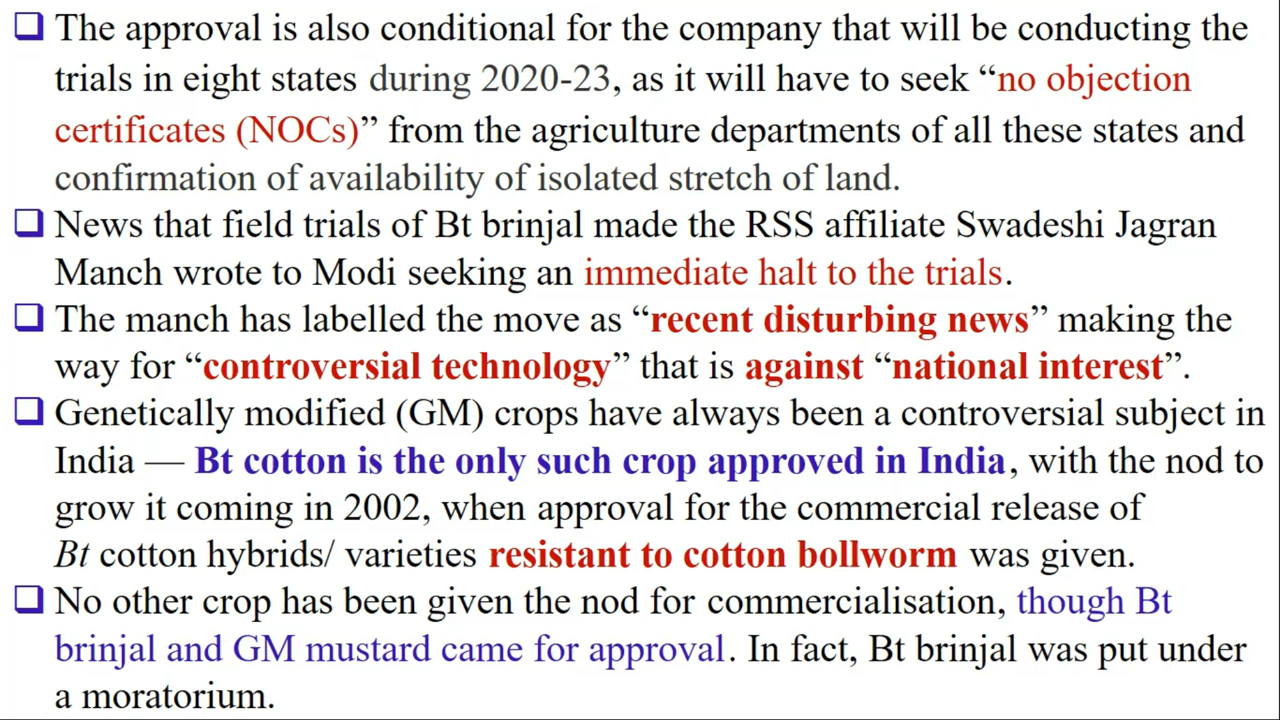 The approval is also conditional for the company that will be conducting the
trials in eight states during 2020-23, as it will have to seek “no objection
certificates (NOCs)” from the agriculture departments of all these states and
confirmation of availability of isolated stretch of land.
News that field trials of Bt brinjal made the RSS affiliate Swadeshi Jagran
Manch wrote to Modi seeking an immediate halt to the trials.
The manch has labelled the move as “recent disturbing news” making the
way for “controversial technology” that is against “national interest”.
Genetically modified (GM) crops have always been a controversial subject in
India — Bt cotton is the only such crop approved in India, with the nod to
grow it coming in 2002, when approval for the commercial release of
Bt cotton hybrids/ varieties resistant to cotton bollworm was given.
No other crop has been given the nod for commercialisation, though Bt
brinjal and GM mustard came for approval. In fact, Bt brinjal was put under
a moratorium.